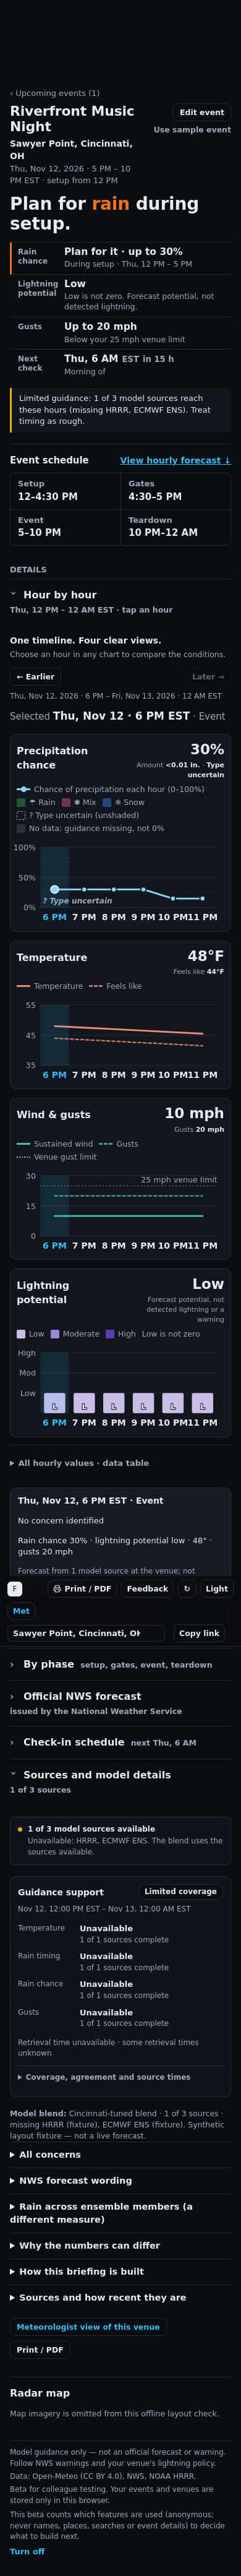 ‹ Upcoming events (1)
Riverfront Music
Night
Edit event
Use sample event
Sawyer Point, Cincinnati,
OH
Thu, Nov 12, 2026 · 5 PM – 10
PM EST · setup from 12 PM
Plan for rain during
setup.
Rain
chance
Plan for it · up to 30%
During setup · Thu, 12 PM – 5 PM
Lightning
potential
Low
Low is not zero. Forecast potential, not
detected lightning.
Gusts
Up to 20 mph
Below your 25 mph venue limit
Next
check
Thu, 6 AM EST in 15 h
Morning of
Limited guidance: 1 of 3 model sources reach
these hours (missing HRRR, ECMWF ENS). Treat
timing as rough.
Event schedule
View hourly forecast ↓
Setup
12–4:30 PM
Gates
4:30–5 PM
Event
5–10 PM
Teardown
10 PM–12 AM
DETAILS
Hour by hour
Thu, 12 PM – 12 AM EST · tap an hour
One timeline. Four clear views.
Choose an hour in any chart to compare the conditions.
← Earlier
Later →
Thu, Nov 12, 2026 · 6 PM – Fri, Nov 13, 2026 · 12 AM EST
Selected Thu, Nov 12 · 6 PM EST · Event
Precipitation
chance
30%
Amount <0.01 in. · Type
uncertain
Chance of precipitation each hour (0–100%)
☂ Rain
✱ Mix
❄ Snow
? Type uncertain (unshaded)
No data: guidance missing, not 0%
100%
50%
0%
? Type uncertain
6 PM 7 PM 8 PM 9 PM 10 PM 11 PM
Temperature
48°F
Feels like 44°F
Temperature
Feels like
55
45
35
6 PM 7 PM 8 PM 9 PM 10 PM 11 PM
Wind & gusts
10 mph
Gusts 20 mph
Sustained wind
Gusts
Venue gust limit
30
25 mph venue limit
15
0
6 PM 7 PM 8 PM 9 PM 10 PM 11 PM
Lightning
potential
Low
Forecast potential, not
detected lightning or a
warning
Low
Moderate
High
Low is not zero
High
Mod
Low
L L L L L L
6 PM 7 PM 8 PM 9 PM 10 PM 11 PM
▸ All hourly values · data table
Thu, Nov 12, 6 PM EST · Event
No concern identified
Rain chance 30% · lightning potential low · 48° ·
gusts 20 mph
Forecast from 1 model source at the venue; not
F
Print / PDF
Feedback
↻
Light
Met
Sawyer Point, Cincinnati, OH
Copy link
› By phase setup, gates, event, teardown
› Official NWS forecast
issued by the National Weather Service
› Check-in schedule next Thu, 6 AM
Sources and model details
1 of 3 sources
1 of 3 model sources available
Unavailable: HRRR, ECMWF ENS. The blend uses the
sources available.
Guidance support
Limited coverage
Nov 12, 12:00 PM EST – Nov 13, 12:00 AM EST
Temperature
Unavailable
1 of 1 sources complete
Rain timing
Unavailable
1 of 1 sources complete
Rain chance
Unavailable
1 of 1 sources complete
Gusts
Unavailable
1 of 1 sources complete
Retrieval time unavailable · some retrieval times
unknown
▸ Coverage, agreement and source times
Model blend: Cincinnati-tuned blend · 1 of 3 sources ·
missing HRRR (fixture), ECMWF ENS (fixture). Synthetic
layout fixture — not a live forecast.
▸ All concerns
▸ NWS forecast wording
▸ Rain across ensemble members (a
different measure)
▸ Why the numbers can differ
▸ How this briefing is built
▸ Sources and how recent they are
Meteorologist view of this venue
Print / PDF
Radar map
Map imagery is omitted from this offline layout check.
Model guidance only — not an official forecast or warning.
Follow NWS warnings and your venue's lightning policy.
Data: Open-Meteo (CC BY 4.0), NWS, NOAA HRRR.
Beta for colleague testing. Your events and venues are
stored only in this browser.
This beta counts which features are used (anonymous;
never names, places, searches or event details) to decide
what to build next.
Turn off